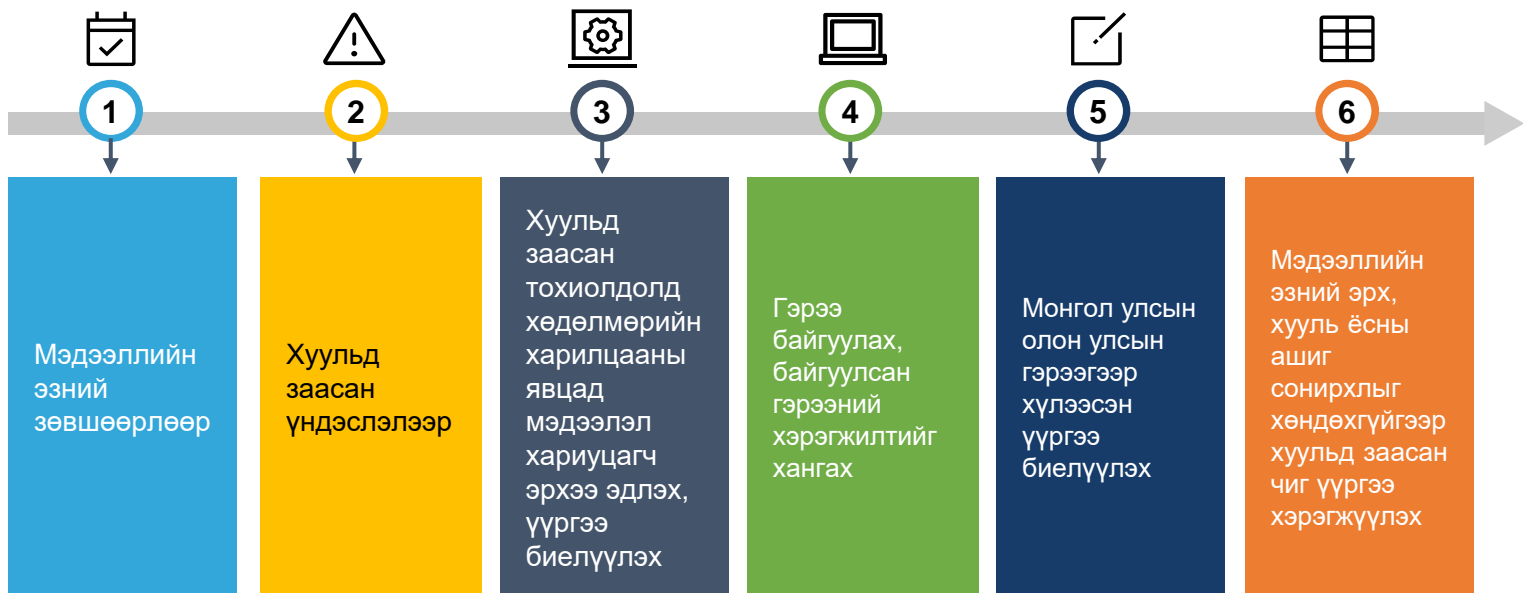 1
2
3
4
5
6
Мэдээллийн
эзний
зөвшөөрлөөр
Хуульд
заасан
үндэслэлээр
Хуульд
заасан
тохиолдолд
хөдөлмөрийн
харилцааны
явцад
мэдээлэл
хариуцагч
эрхээ эдлэх,
үүргээ
биелүүлэх
Гэрээ
байгуулах,
байгуулсан
гэрээний
хэрэгжилтийг
хангах
Монгол улсын
олон улсын
гэрээгээр
хүлээсэн
үүргээ
биелүүлэх
Мэдээллийн
эзний эрх,
хууль ёсны
ашиг
сонирхлыг
хөндөхгүйгээр
хуульд заасан
чиг үүргээ
хэрэгжүүлэх